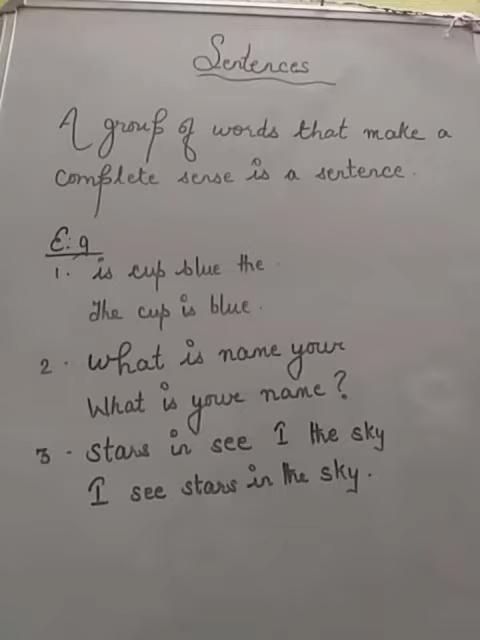 Sentences
A group of words that make a
complete sense is a sentence.
E.g
1. is cup blue the
The cup is blue.
2. what is name your
What is your name?
3. stars in see I the sky
I see stars in the sky.